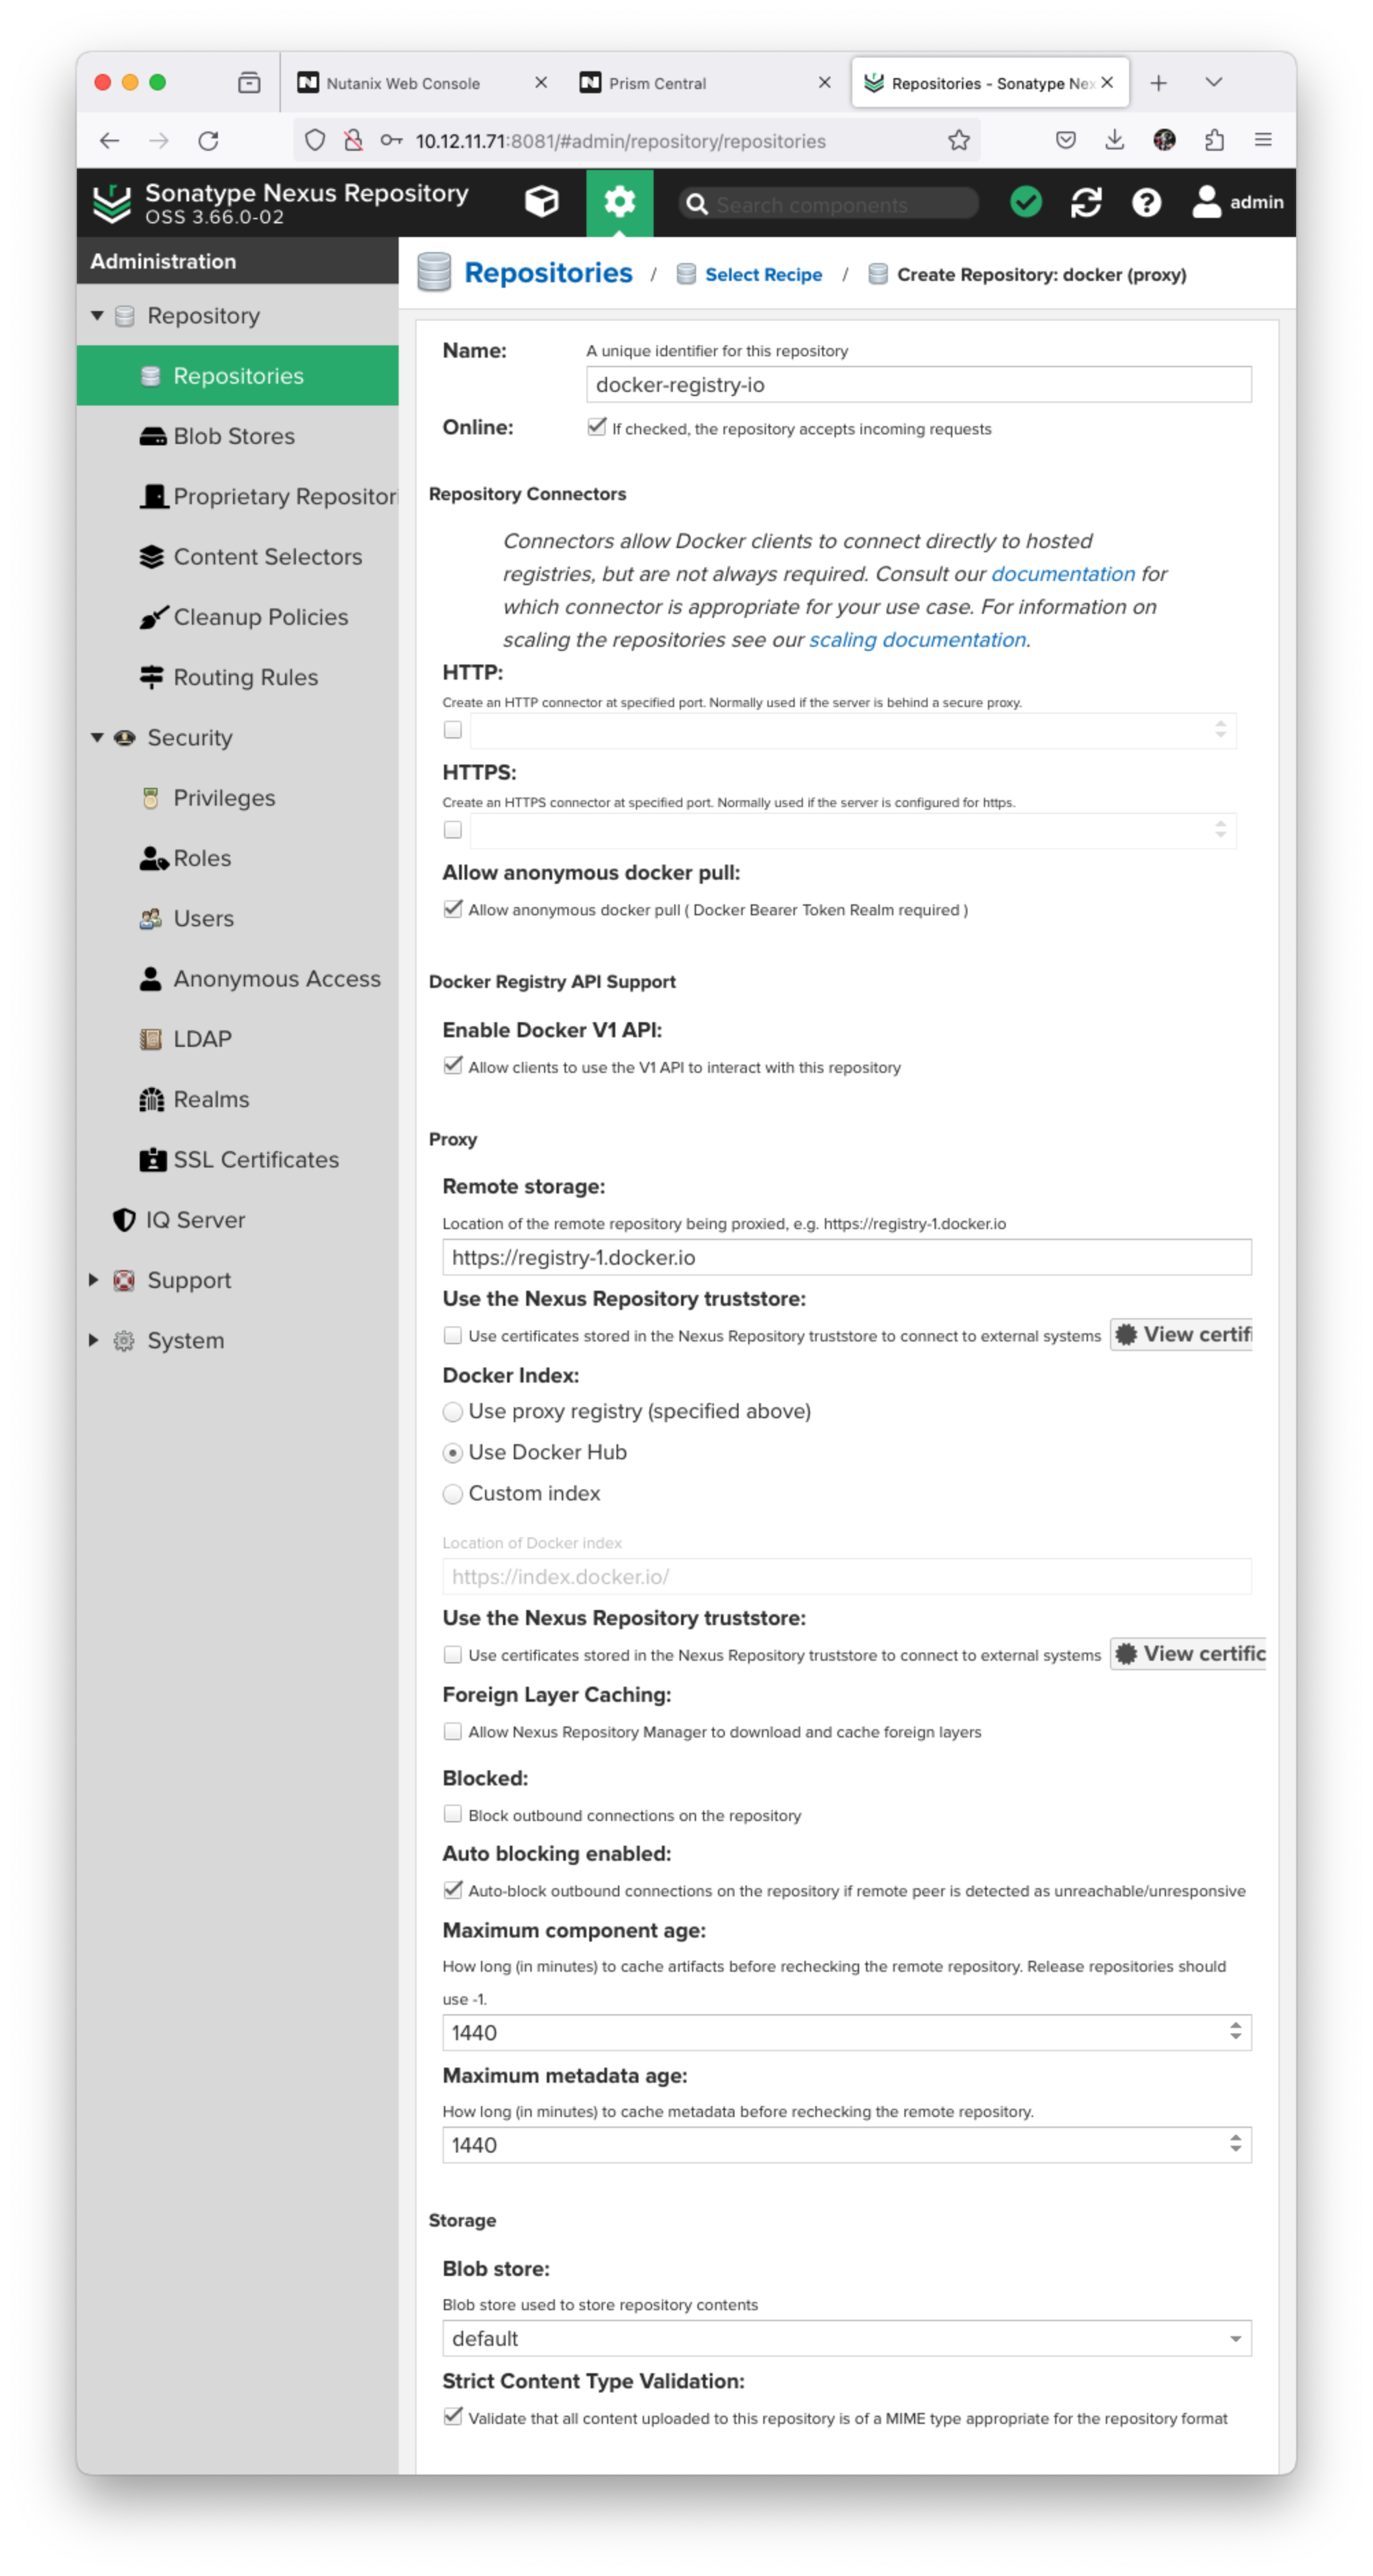 Nutanix Web Console
Prism Central
Repositories - Sonatype Nex
10.12.11.71:8081/#admin/repository/repositories
Sonatype Nexus Repository
OSS 3.66.0-02
Search components
admin
Administration
Repository
Repositories
Blob Stores
Proprietary Repositori
Content Selectors
Cleanup Policies
Routing Rules
Security
Privileges
Roles
Users
Anonymous Access
LDAP
Realms
SSL Certificates
IQ Server
Support
System
Repositories / Select Recipe / Create Repository: docker (proxy)
Name:
A unique identifier for this repository
docker-registry-io
Online:
If checked, the repository accepts incoming requests
Repository Connectors
Connectors allow Docker clients to connect directly to hosted
registries, but are not always required. Consult our documentation for
which connector is appropriate for your use case. For information on
scaling the repositories see our scaling documentation.
HTTP:
Create an HTTP connector at specified port. Normally used if the server is behind a secure proxy.
HTTPS:
Create an HTTPS connector at specified port. Normally used if the server is configured for https.
Allow anonymous docker pull:
Allow anonymous docker pull ( Docker Bearer Token Realm required )
Docker Registry API Support
Enable Docker V1 API:
Allow clients to use the V1 API to interact with this repository
Proxy
Remote storage:
Location of the remote repository being proxied, e.g. https://registry-1.docker.io
https://registry-1.docker.io
Use the Nexus Repository truststore:
Use certificates stored in the Nexus Repository truststore to connect to external systems
View certifi
Docker Index:
Use proxy registry (specified above)
Use Docker Hub
Custom index
Location of Docker index
https://index.docker.io/
Use the Nexus Repository truststore:
Use certificates stored in the Nexus Repository truststore to connect to external systems
View certific
Foreign Layer Caching:
Allow Nexus Repository Manager to download and cache foreign layers
Blocked:
Block outbound connections on the repository
Auto blocking enabled:
Auto-block outbound connections on the repository if remote peer is detected as unreachable/unresponsive
Maximum component age:
How long (in minutes) to cache artifacts before rechecking the remote repository. Release repositories should
use -1.
1440
Maximum metadata age:
How long (in minutes) to cache metadata before rechecking the remote repository.
1440
Storage
Blob store:
Blob store used to store repository contents
default
Strict Content Type Validation:
Validate that all content uploaded to this repository is of a MIME type appropriate for the repository format